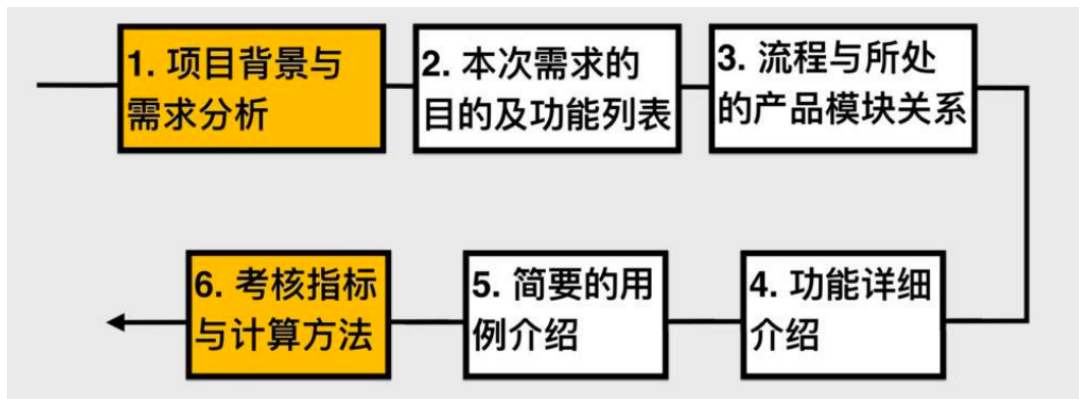 1. 项目背景与
需求分析
2. 本次需求的
目的及功能列表
3. 流程与所处
的产品模块关系
4. 功能详细
介绍
5. 简要的用
例介绍
6. 考核指标
与计算方法